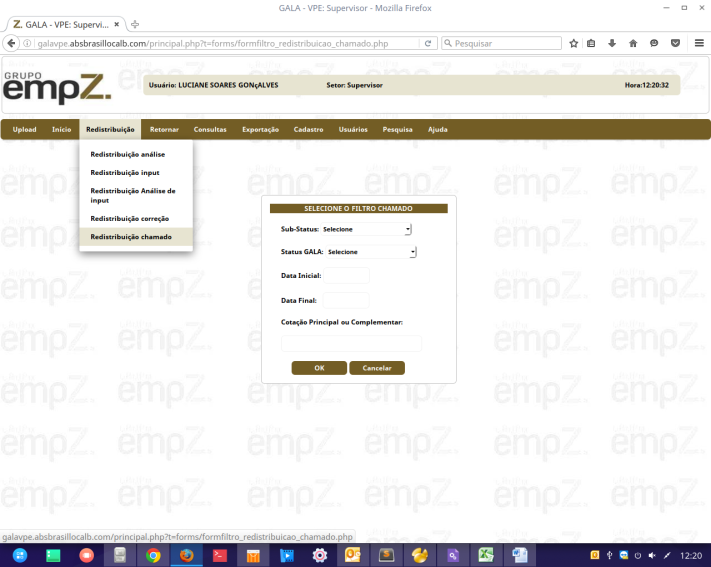 GALA - VPE: Supervisor - Mozilla Firefox
Z. GALA - VPE: Supervi...
galavpe.absbrasillocalb.com/principal.php?t=forms/formfiltro_redistribuicao_chamado.php
Pesquisar
GRUPO
empZ.
Usuário: LUCIANE SOARES GONçALVES Setor: Supervisor Hora:12:20:32
Upload Início Redistribuição Retornar Consultas Exportação Cadastro Usuários Pesquisa Ajuda
Redistribuição análise
Redistribuição input
Redistribuição Análise de
input
Redistribuição correção
Redistribuição chamado
SELECIONE O FILTRO CHAMADO
Sub-Status: Selecione
Status GALA: Selecione
Data Inicial:
Data Final:
Cotação Principal ou Complementar:
OK Cancelar
galavpe.absbrasillocalb.com/principal.php?t=forms/formfiltro_redistribuicao_chamado.php
12:20